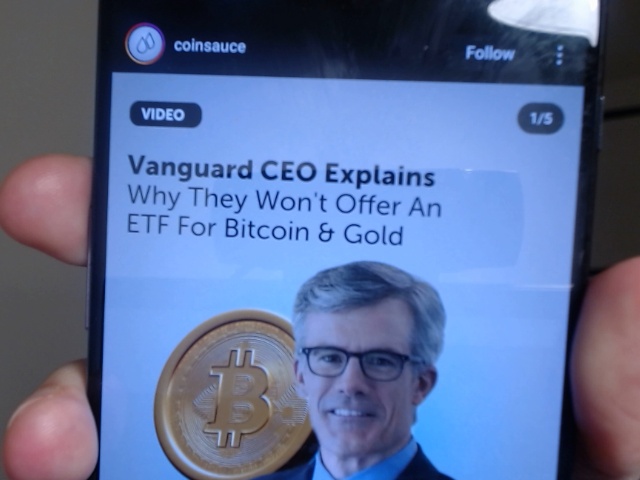 coinsauce
Follow
VIDEO
1/5
Vanguard CEO Explains
Why They Won't Offer An
ETF For Bitcoin & Gold